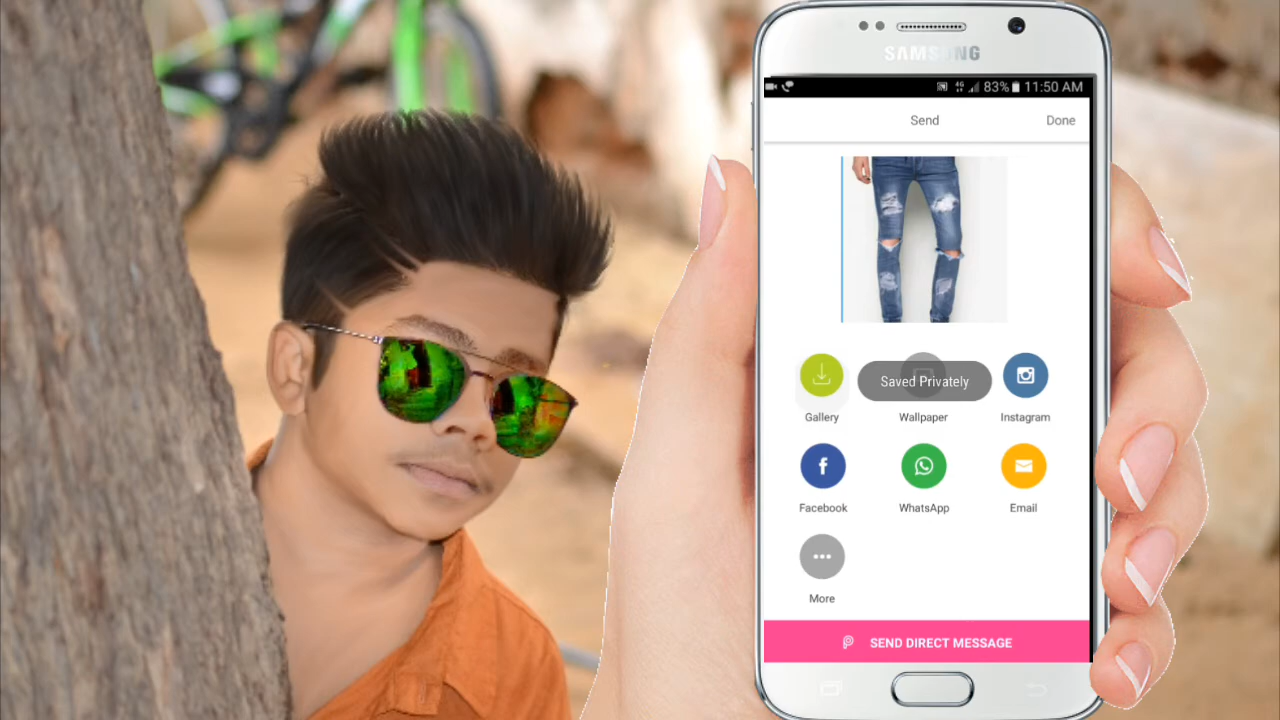 SAMSUNG
4G 83% 11:50 AM
Send Done
Saved Privately
Gallery Wallpaper Instagram
Facebook WhatsApp Email
More
SEND DIRECT MESSAGE